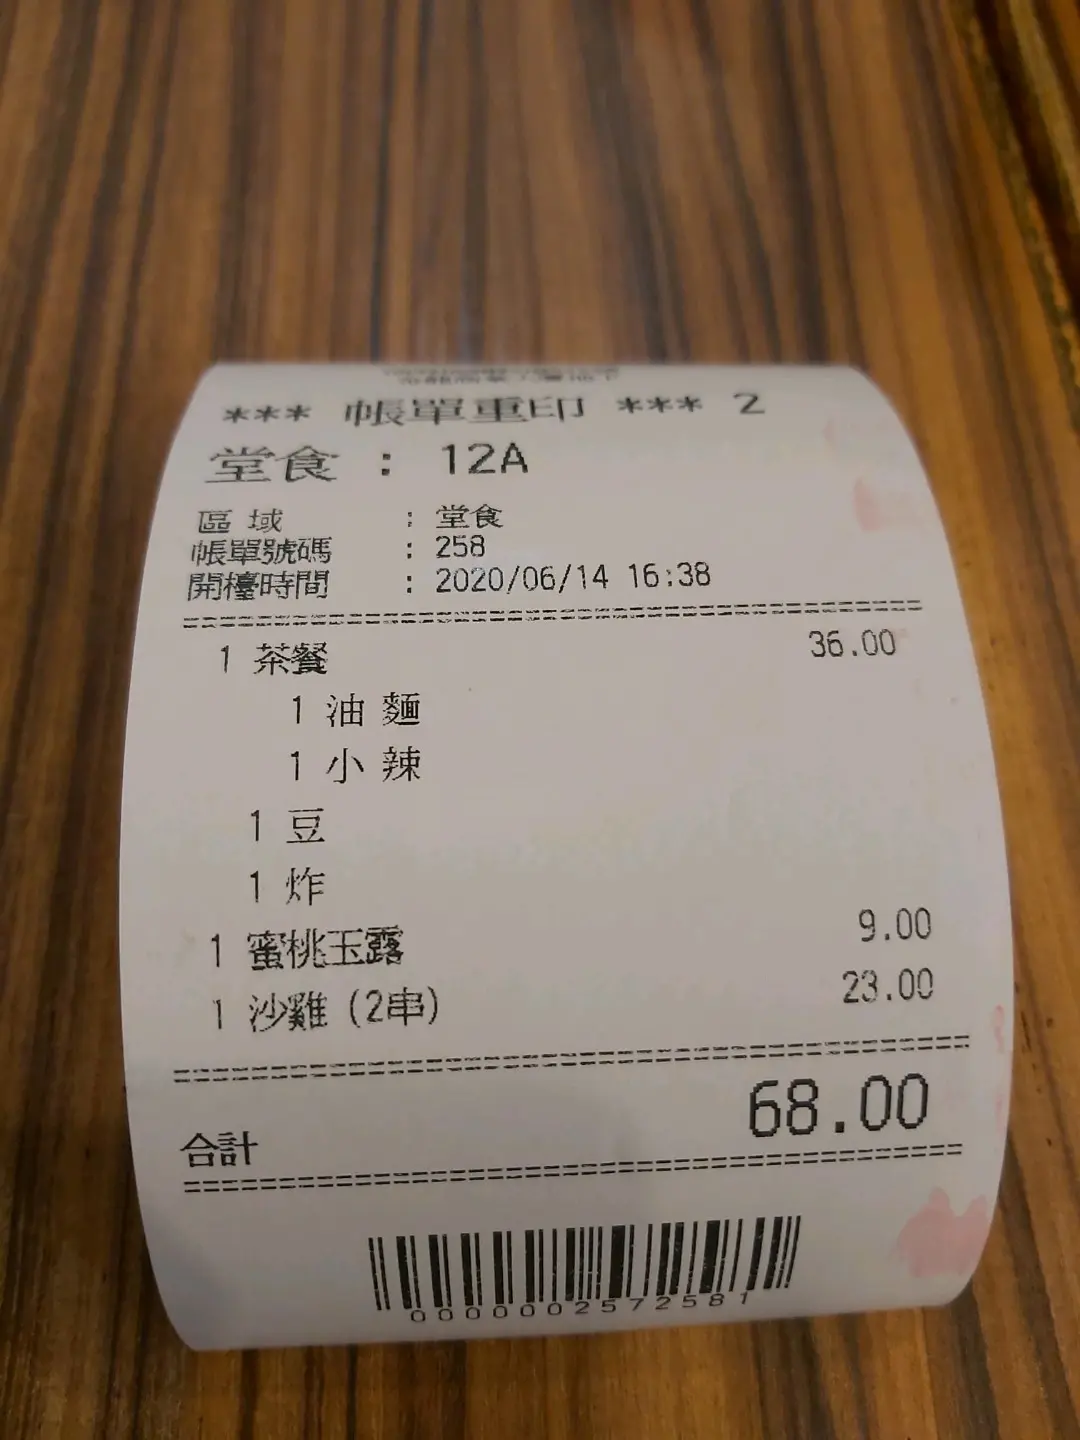 *** 帳單重印 *** 2
堂食 : 12A
區 域 : 堂食
帳單號碼 : 258
開檯時間 : 2020/06/14 16:38
1 茶餐 36.00
1 油 麵
1 小 辣
1 豆
1 炸
1 蜜桃玉露 9.00
1 沙雞 (2串) 23.00
合計 68.00
0000002572581